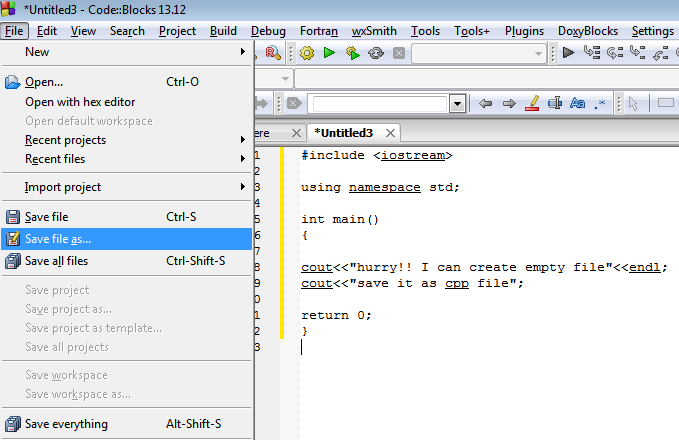 *Untitled3 - Code::Blocks 13.12
File Edit View Search Project Build Debug Fortran wxSmith Tools Tools+ Plugins DoxyBlocks Settings
New
Open... Ctrl-O
Open with hex editor
Open default workspace
Recent projects
Recent files
Import project
Save file Ctrl-S
Save file as...
Save all files Ctrl-Shift-S
Save project
Save project as...
Save project as template...
Save all projects
Save workspace
Save workspace as...
Save everything Alt-Shift-S
ere *Untitled3
1 #include <iostream>
2
3 using namespace std;
4
5 int main()
6 {
7
8 cout<<"hurry!! I can create empty file"<<endl;
9 cout<<"save it as cpp file";
0
1 return 0;
2 }
3